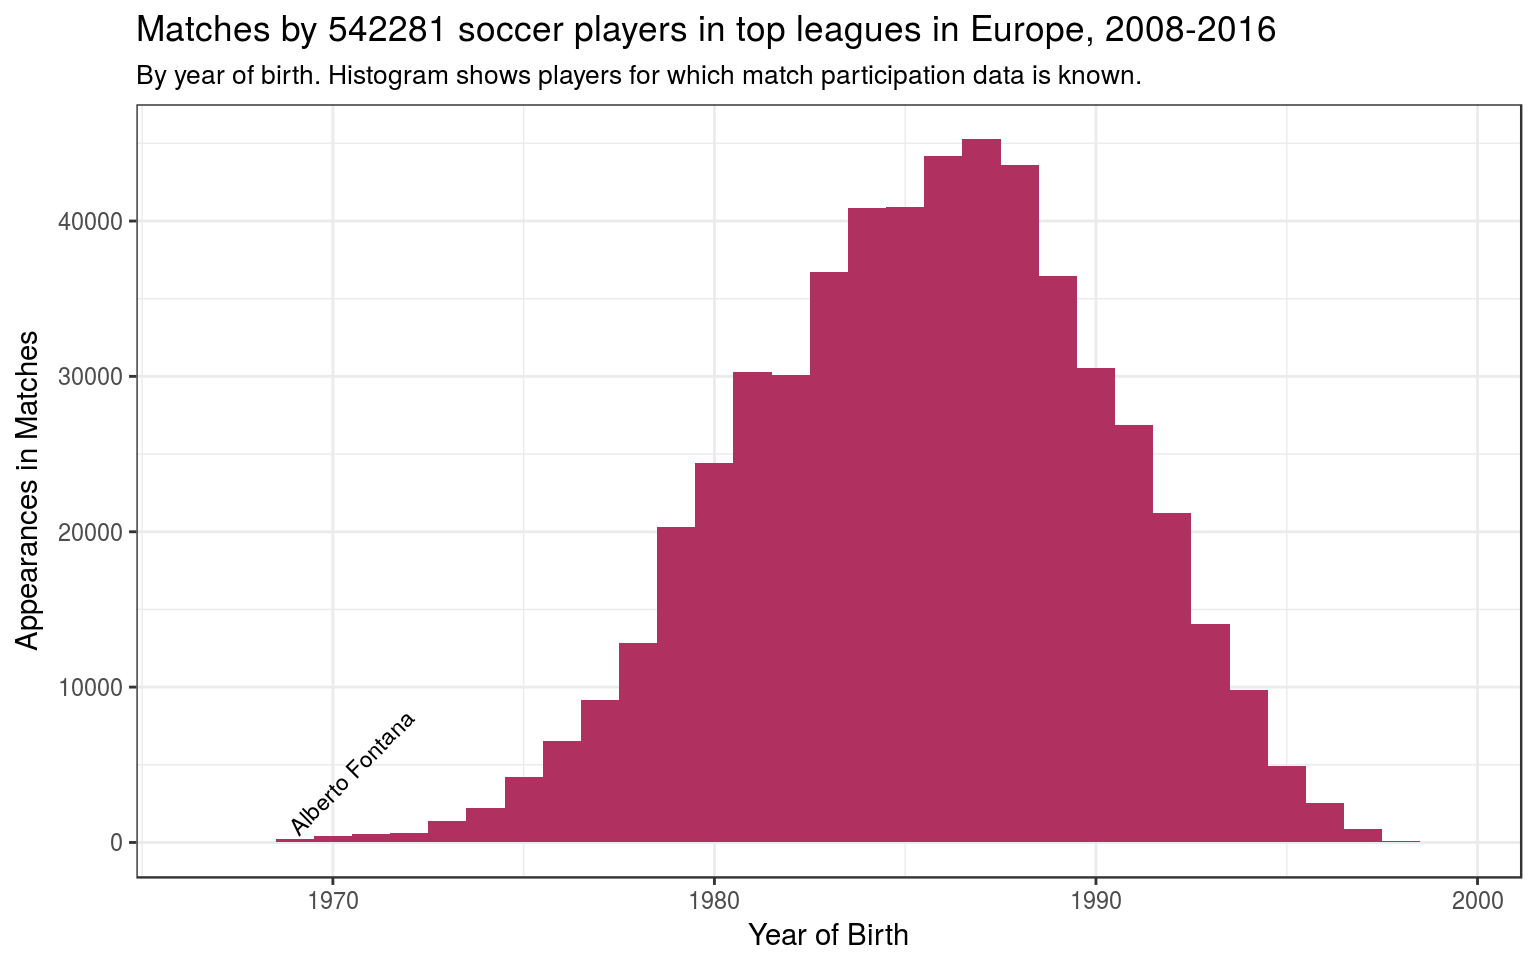 Matches by 542281 soccer players in top leagues in Europe, 2008-2016
By year of birth. Histogram shows players for which match participation data is known.
Appearances in Matches
40000
30000
20000
10000
0
Alberto Fontana
1970
1980
1990
2000
Year of Birth